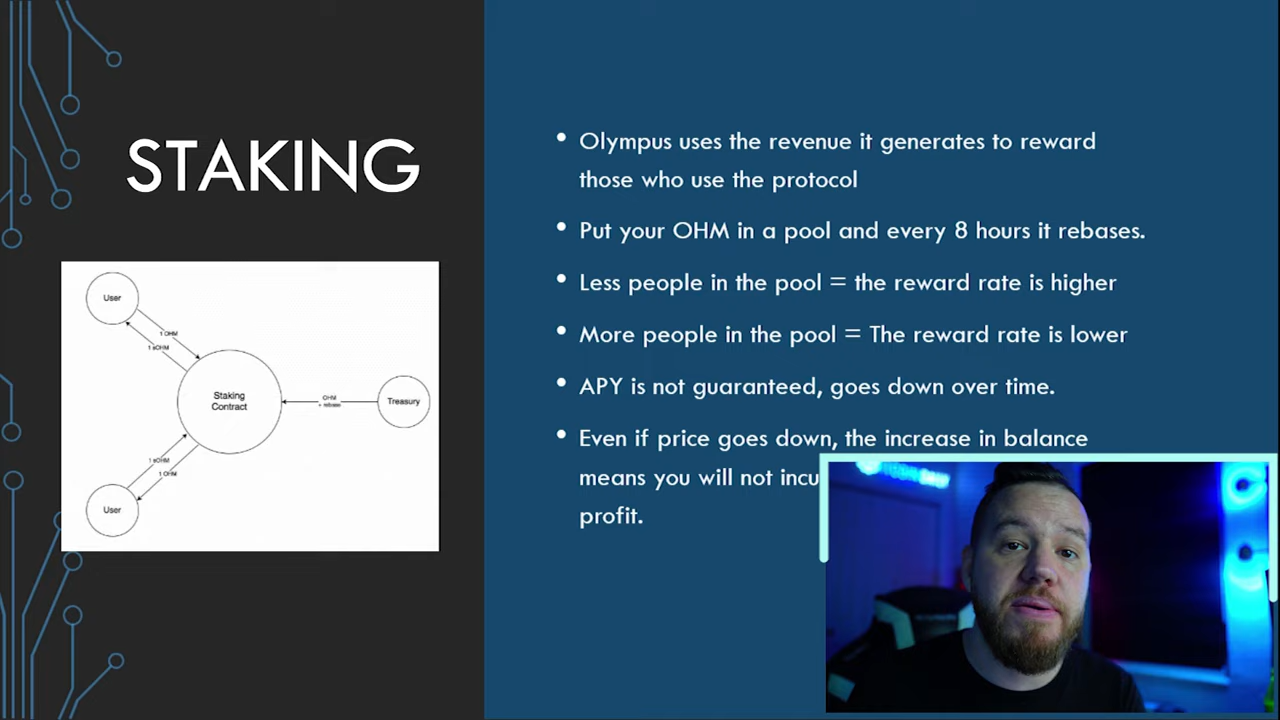 STAKING
User
1 OHM
1 sOHM
Staking
Contract
OHM
+ rebase
Treasury
1 sOHM
1 OHM
User
• Olympus uses the revenue it generates to reward
those who use the protocol
• Put your OHM in a pool and every 8 hours it rebases.
• Less people in the pool = the reward rate is higher
• More people in the pool = The reward rate is lower
• APY is not guaranteed, goes down over time.
• Even if price goes down, the increase in balance
means you will not
profit.